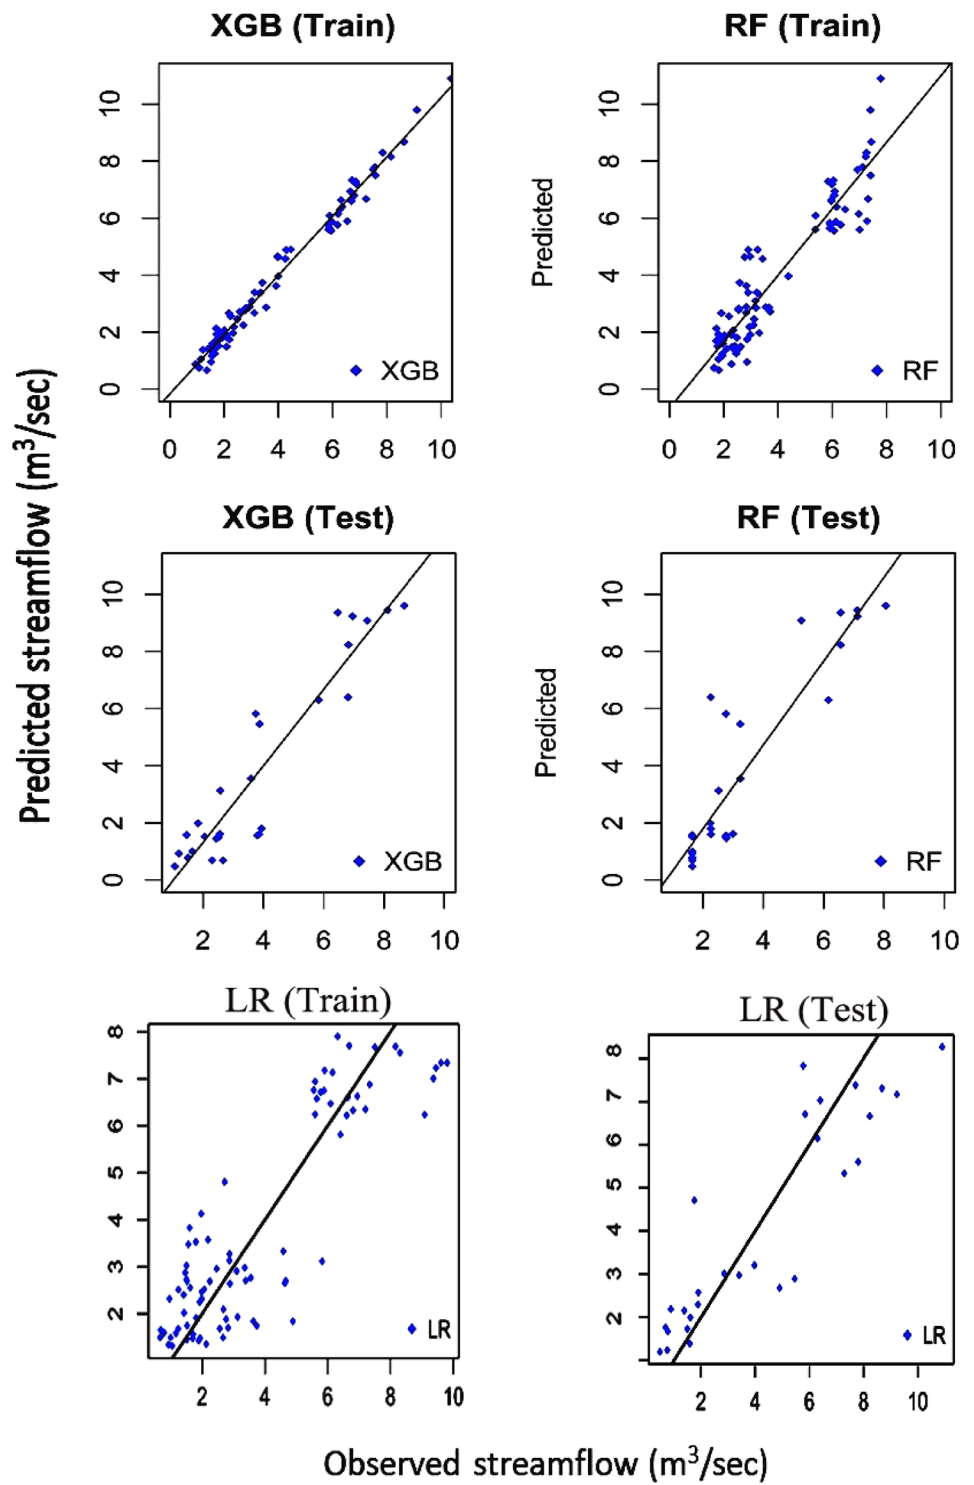 XGB (Train)
RF (Train)
10
8
6
4
2
0
XGB
0 2 4 6 8 10
Predicted
10
8
6
4
2
0
RF
0 2 4 6 8 10
Predicted streamflow (m³/sec)
XGB (Test)
RF (Test)
10
8
6
4
2
0
XGB
2 4 6 8 10
Predicted
10
8
6
4
2
0
RF
2 4 6 8 10
LR (Train)
LR (Test)
8
7
6
5
4
3
2
LR
2 4 6 8 10
8
7
6
5
4
3
2
LR
2 4 6 8 10
Observed streamflow (m³/sec)